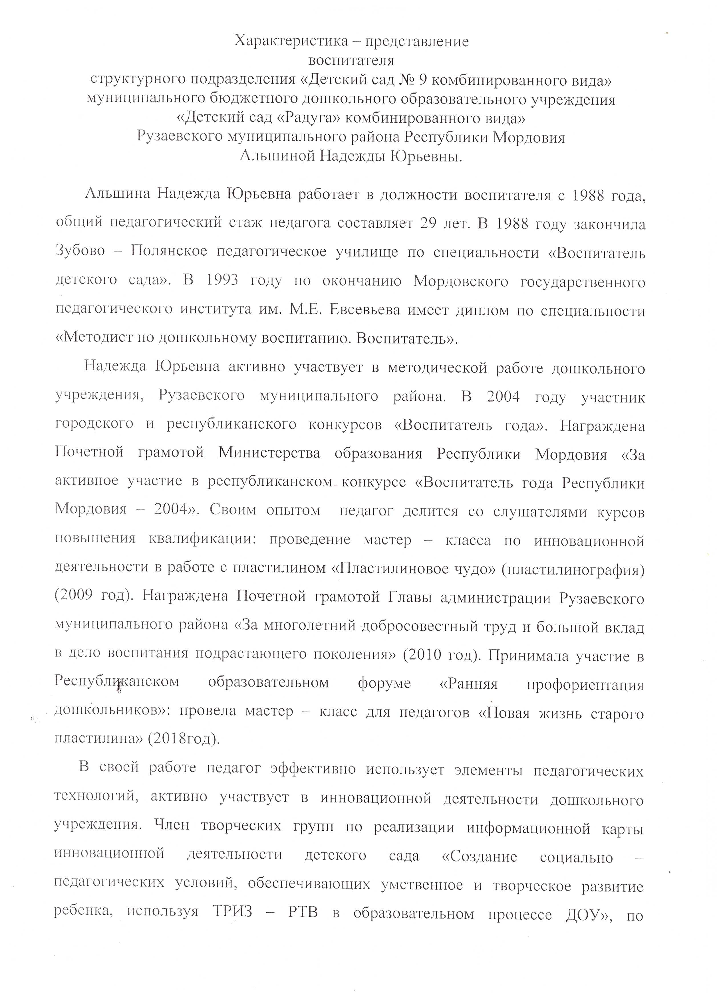 Характеристика – представление
воспитателя
структурного подразделения «Детский сад № 9 комбинированного вида»
муниципального бюджетного дошкольного образовательного учреждения
«Детский сад «Радуга» комбинированного вида»
Рузаевского муниципального района Республики Мордовия
Альшиной Надежды Юрьевны.
Альшина Надежда Юрьевна работает в должности воспитателя с 1988 года,
общий педагогический стаж педагога составляет 29 лет. В 1988 году закончила
Зубово – Полянское педагогическое училище по специальности «Воспитатель
детского сада». В 1993 году по окончанию Мордовского государственного
педагогического института им. М.Е. Евсевьева имеет диплом по специальности
«Методист по дошкольному воспитанию. Воспитатель».
Надежда Юрьевна активно участвует в методической работе дошкольного
учреждения, Рузаевского муниципального района. В 2004 году участник
городского и республиканского конкурсов «Воспитатель года». Награждена
Почетной грамотой Министерства образования Республики Мордовия «За
активное участие в республиканском конкурсе «Воспитатель года Республики
Мордовия – 2004». Своим опытом педагог делится со слушателями курсов
повышения квалификации: проведение мастер – класса по инновационной
деятельности в работе с пластилином «Пластилиновое чудо» (пластилинография)
(2009 год). Награждена Почетной грамотой Главы администрации Рузаевского
муниципального района «За многолетний добросовестный труд и большой вклад
в дело воспитания подрастающего поколения» (2010 год). Принимала участие в
Республиканском образовательном форуме «Ранняя профориентация
дошкольников»: провела мастер – класс для педагогов «Новая жизнь старого
пластилина» (2018год).
В своей работе педагог эффективно использует элементы педагогических
технологий, активно участвует в инновационной деятельности дошкольного
учреждения. Член творческих групп по реализации информационной карты
инновационной деятельности детского сада «Создание социально –
педагогических условий, обеспечивающих умственное и творческое развитие
ребенка, используя ТРИЗ – РТВ в образовательном процессе ДОУ», по